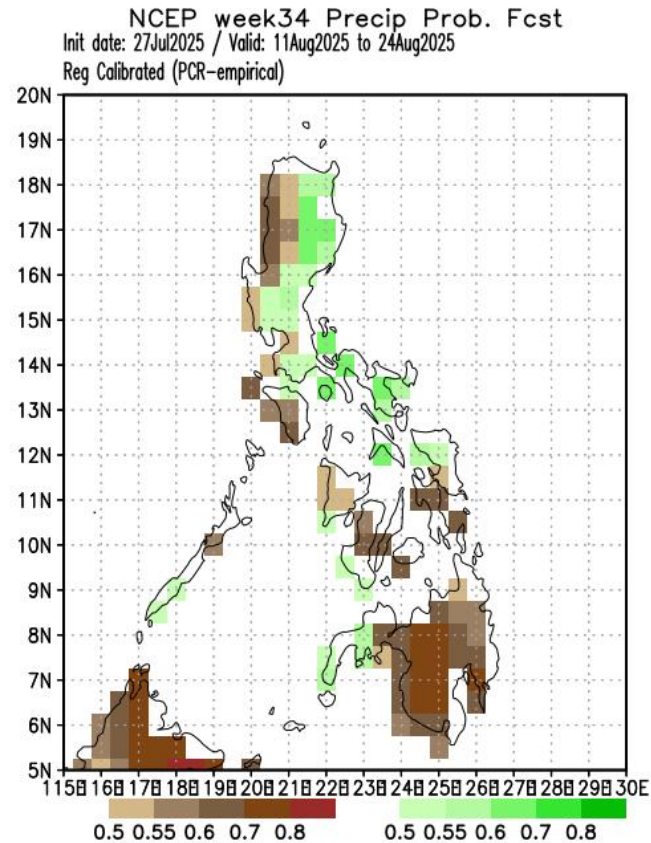 NCEP week34 Precip Prob. Fcst
Init date: 27Jul2025 / Valid: 11Aug2025 to 24Aug2025
Reg Calibrated (PCR-empirical)
20N
19N
18N
17N
16N
15N
14N
13N
12N
11N
10N
9N
8N
7N
6N
5N
115E 116E 117E 118E 119E 120E 121E 122E 123E 124E 125E 126E 127E 128E 129E 130E
0.5 0.55 0.6 0.7 0.8 0.5 0.55 0.6 0.7 0.8